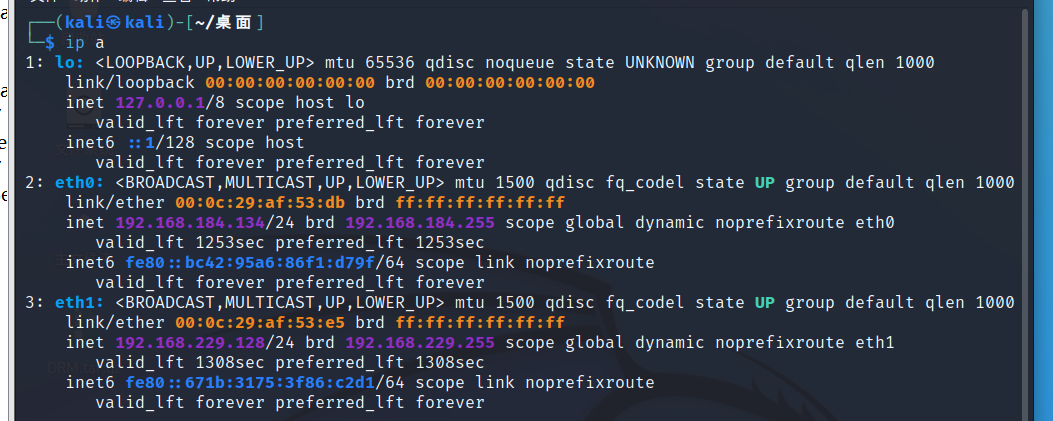 ┌──(kali㉿kali)-[~/桌面]
└─$ ip a
1: lo: <LOOPBACK,UP,LOWER_UP> mtu 65536 qdisc noqueue state UNKNOWN group default qlen 1000
    link/loopback 00:00:00:00:00:00 brd 00:00:00:00:00:00
    inet 127.0.0.1/8 scope host lo
       valid_lft forever preferred_lft forever
    inet6 ::1/128 scope host
       valid_lft forever preferred_lft forever
2: eth0: <BROADCAST,MULTICAST,UP,LOWER_UP> mtu 1500 qdisc fq_codel state UP group default qlen 1000
    link/ether 00:0c:29:af:53:db brd ff:ff:ff:ff:ff:ff
    inet 192.168.184.134/24 brd 192.168.184.255 scope global dynamic noprefixroute eth0
       valid_lft 1253sec preferred_lft 1253sec
    inet6 fe80::bc42:95a6:86f1:d79f/64 scope link noprefixroute
       valid_lft forever preferred_lft forever
3: eth1: <BROADCAST,MULTICAST,UP,LOWER_UP> mtu 1500 qdisc fq_codel state UP group default qlen 1000
    link/ether 00:0c:29:af:53:e5 brd ff:ff:ff:ff:ff:ff
    inet 192.168.229.128/24 brd 192.168.229.255 scope global dynamic noprefixroute eth1
       valid_lft 1308sec preferred_lft 1308sec
    inet6 fe80::671b:3175:3f86:c2d1/64 scope link noprefixroute
       valid_lft forever preferred_lft forever